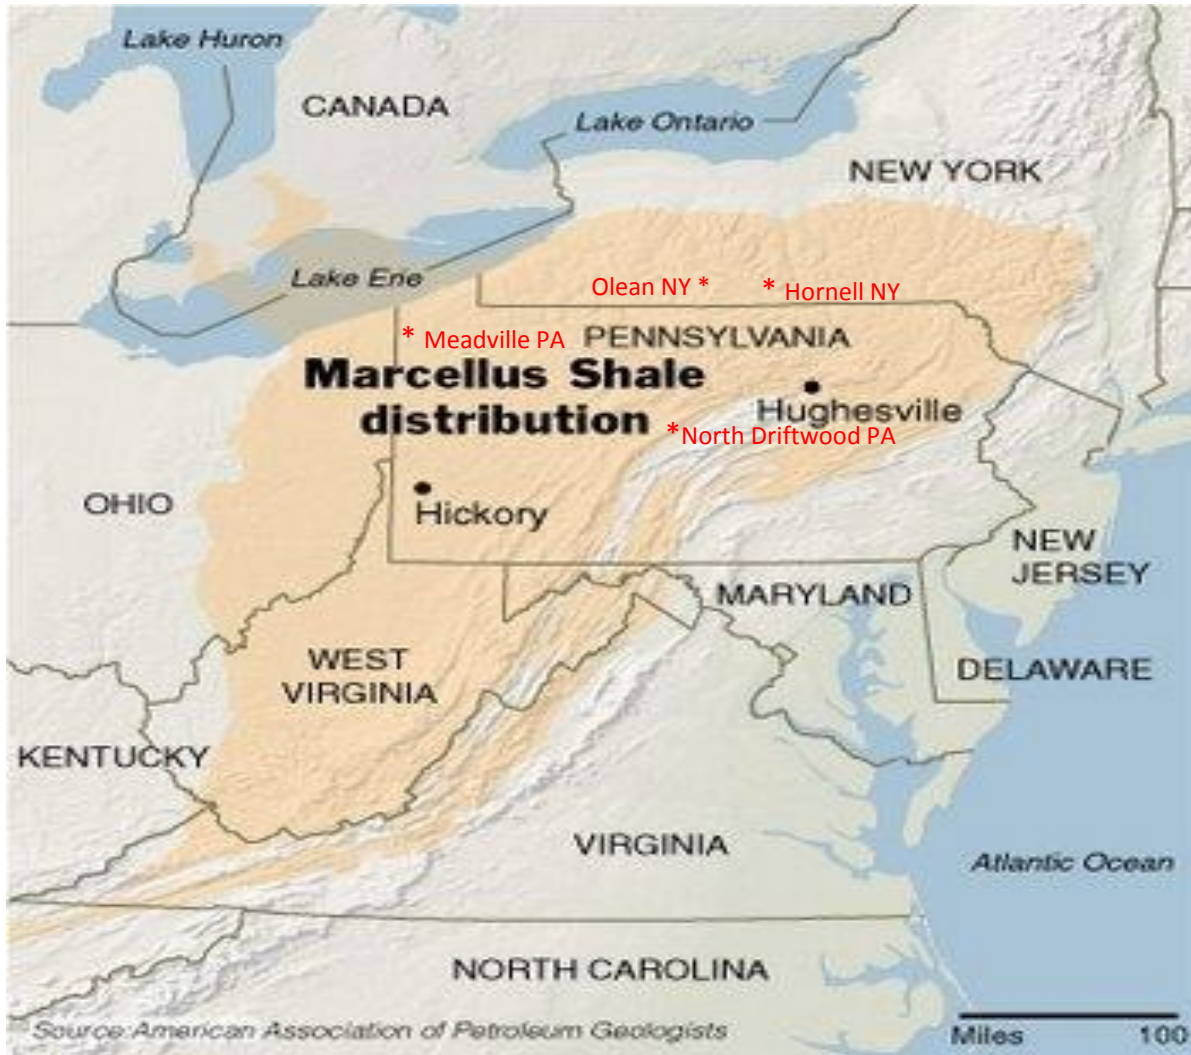 Lake Huron
CANADA
Lake Ontario
NEW YORK
Lake Erie
Olean NY *
* Hornell NY
* Meadville PA
PENNSYLVANIA
Marcellus Shale
distribution
Hughesville
*North Driftwood PA
OHIO
Hickory
NEW
JERSEY
MARYLAND
WEST
VIRGINIA
DELAWARE
KENTUCKY
VIRGINIA
Atlantic Ocean
NORTH CAROLINA
Source:American Association of Petroleum Geologists
Miles 100